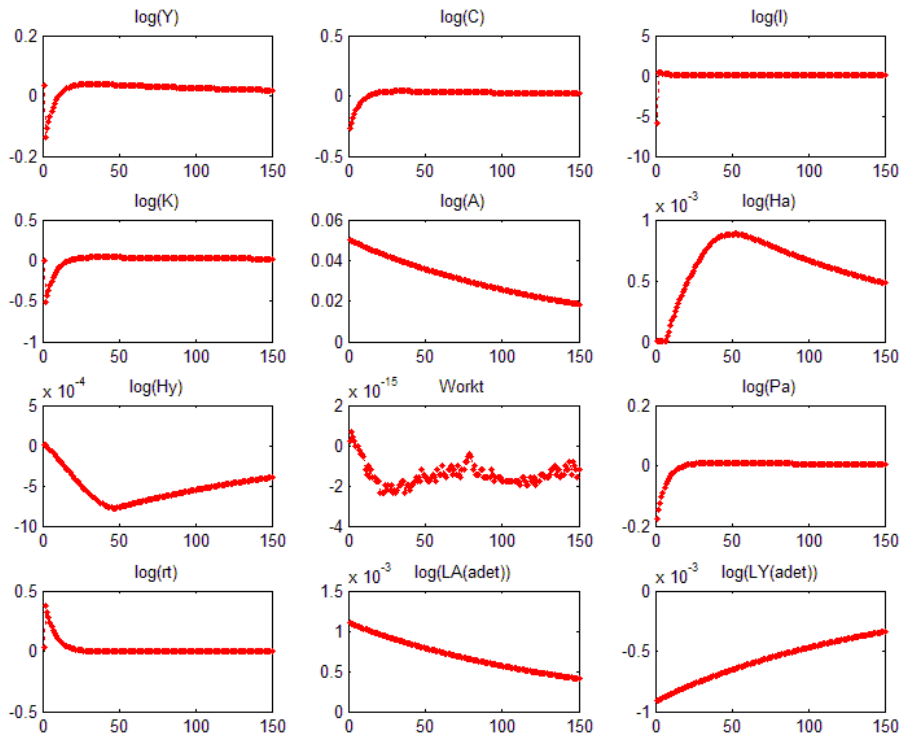 log(Y)
0.2
0
-0.2
0 50 100 150
log(C)
0.5
0
-0.5
0 50 100 150
log(I)
5
0
-5
-10
0 50 100 150
log(K)
0.5
0
-0.5
-1
0 50 100 150
log(A)
0.06
0.04
0.02
0
0 50 100 150
x 10-3
log(Ha)
1
0.5
0
0 50 100 150
x 10-4
log(Hy)
5
0
-5
-10
0 50 100 150
x 10-15
Workt
2
0
-2
-4
0 50 100 150
log(Pa)
0.2
0
-0.2
0 50 100 150
log(rt)
0.5
0
-0.5
0 50 100 150
x 10-3
log(LA(adet))
1.5
1
0.5
0
0 50 100 150
x 10-3
log(LY(adet))
0
-0.5
-1
0 50 100 150